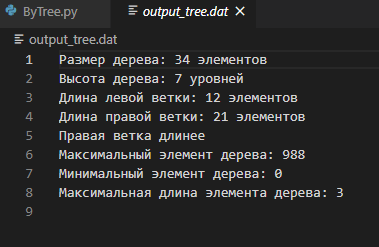 ByTree.py
output_tree.dat
output_tree.dat
1 Размер дерева: 34 элементов
2 Высота дерева: 7 уровней
3 Длина левой ветки: 12 элементов
4 Длина правой ветки: 21 элементов
5 Правая ветка длинее
6 Максимальный элемент дерева: 988
7 Минимальный элемент дерева: 0
8 Максимальная длина элемента дерева: 3
9